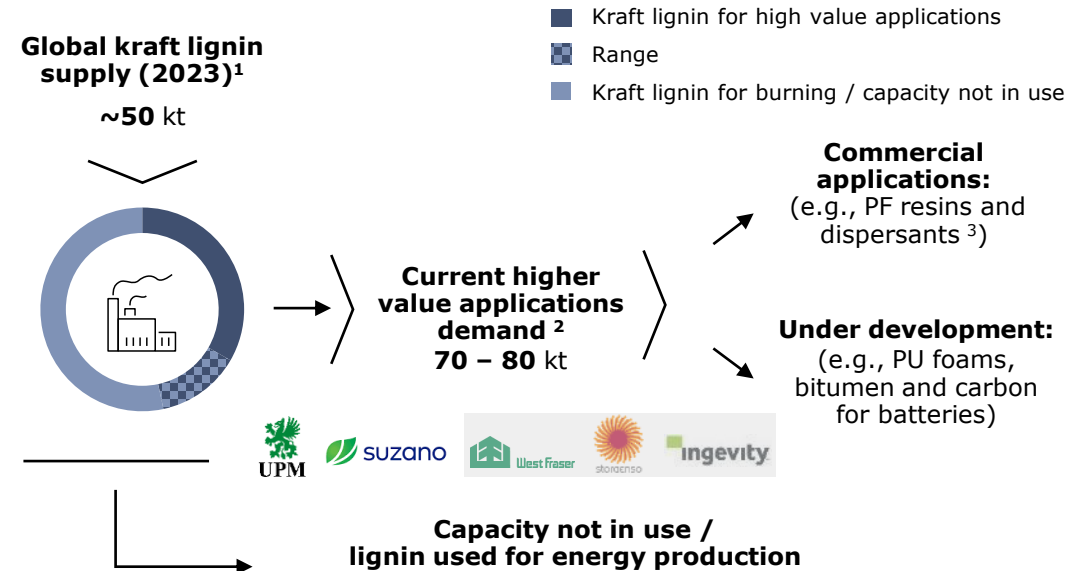 Kraft lignin for high value applications
Range
Kraft lignin for burning / capacity not in use
Global kraft lignin
supply (2023)¹
~50 kt
Commercial
applications:
(e.g., PF resins and
dispersants ³)
Current higher
value applications
demand ²
70 – 80 kt
Under development:
(e.g., PU foams,
bitumen and carbon
for batteries)
UPM
suzano
West Fraser
storaenso
ingevity
Capacity not in use /
lignin used for energy production